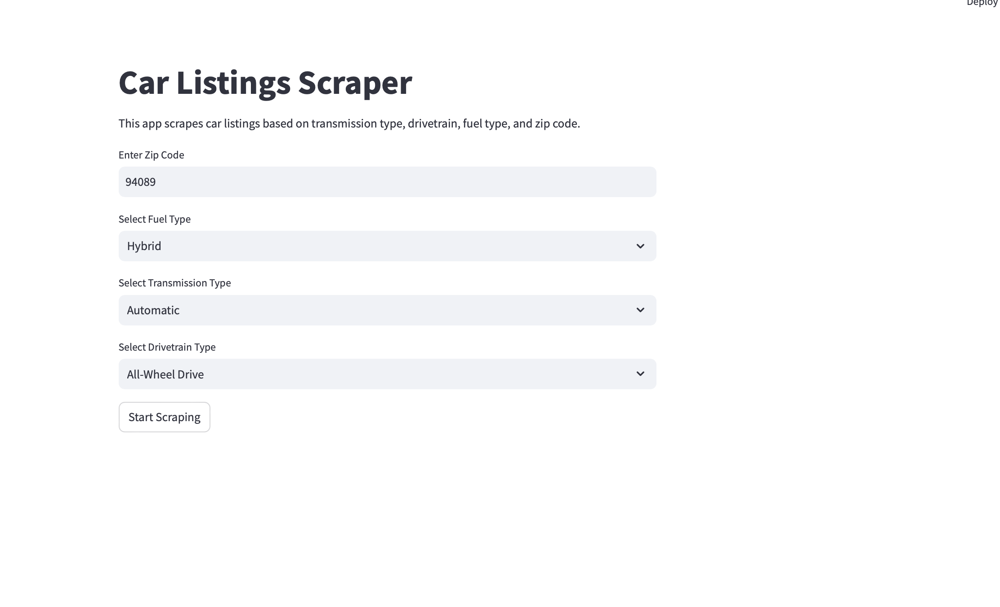 Deploy
Car Listings Scraper
This app scrapes car listings based on transmission type, drivetrain, fuel type, and zip code.
Enter Zip Code
94089
Select Fuel Type
Hybrid
Select Transmission Type
Automatic
Select Drivetrain Type
All-Wheel Drive
Start Scraping